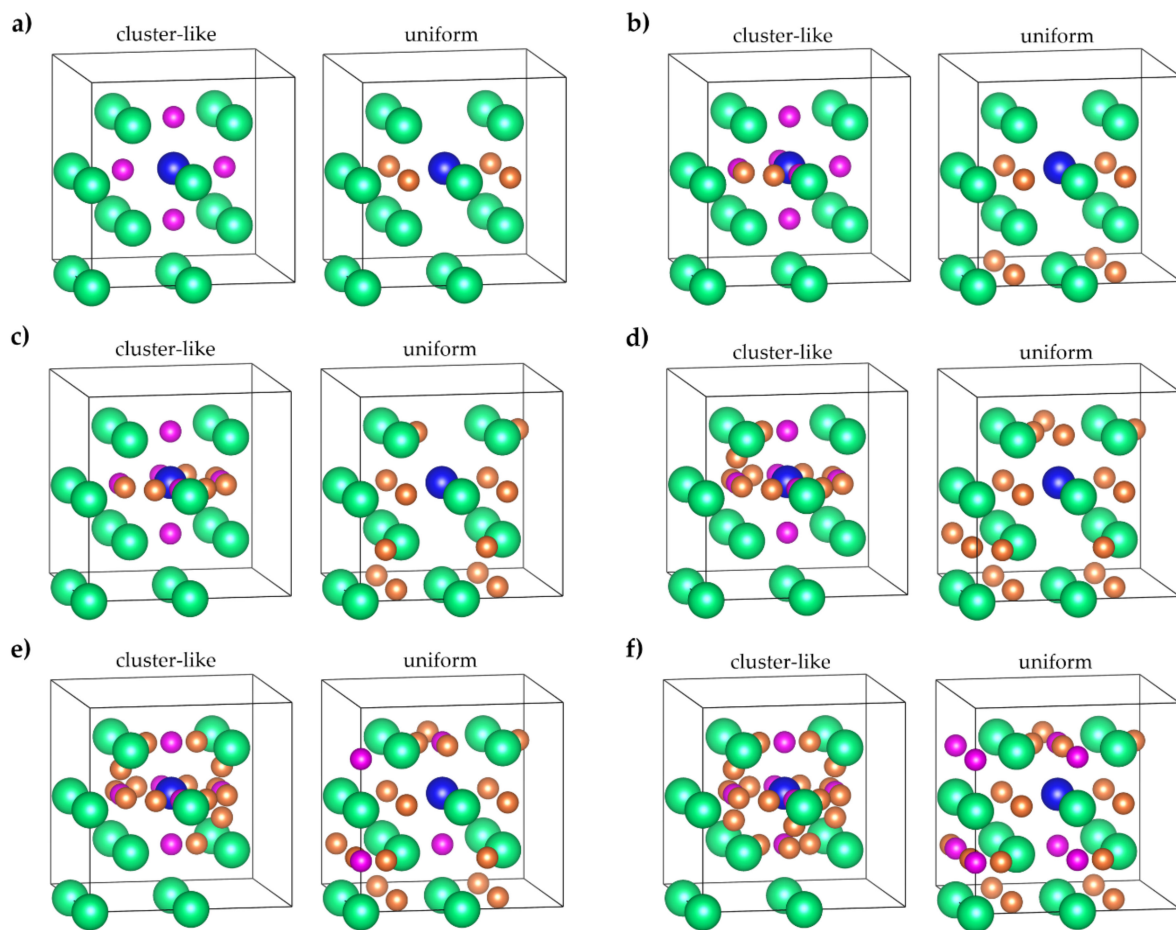 a)
cluster-like
uniform
b)
cluster-like
uniform
c)
cluster-like
uniform
d)
cluster-like
uniform
e)
cluster-like
uniform
f)
cluster-like
uniform